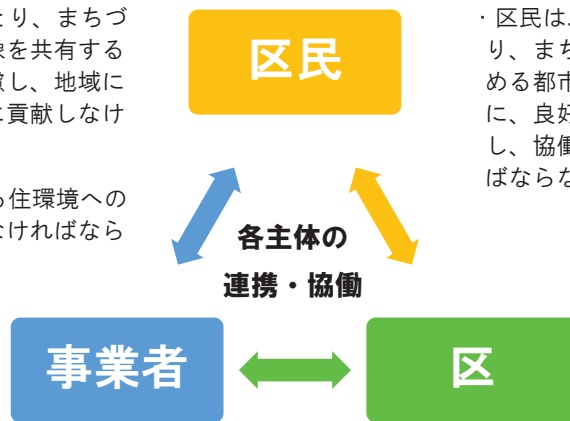 とり、まちづ
象を共有する
慮し、地域に
に貢献しなけ
る住環境への
なければなら
区民
・区民は、
り、まち
める都市
に、良好
し、協働
ばならな
各主体の
連携・協働
事業者
区